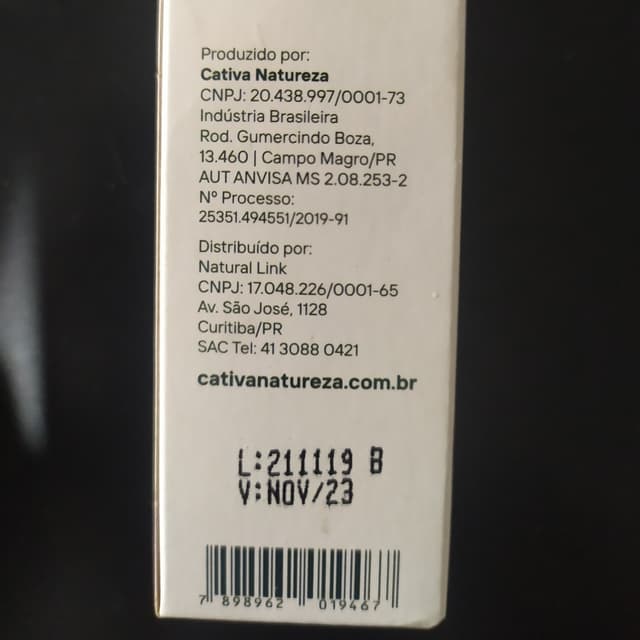 Produzido por:
Cativa Natureza
CNPJ: 20.438.997/0001-73
Indústria Brasileira
Rod. Gumercindo Boza,
13.460 | Campo Magro/PR
AUT ANVISA MS 2.08.253-2
Nº Processo:
25351.494551/2019-91
Distribuído por:
Natural Link
CNPJ: 17.048.226/0001-65
Av. São José, 1128
Curitiba/PR
SAC Tel: 41 3088 0421
cativanatureza.com.br
L:211119 B
V:NOV/23
7 898962 019467